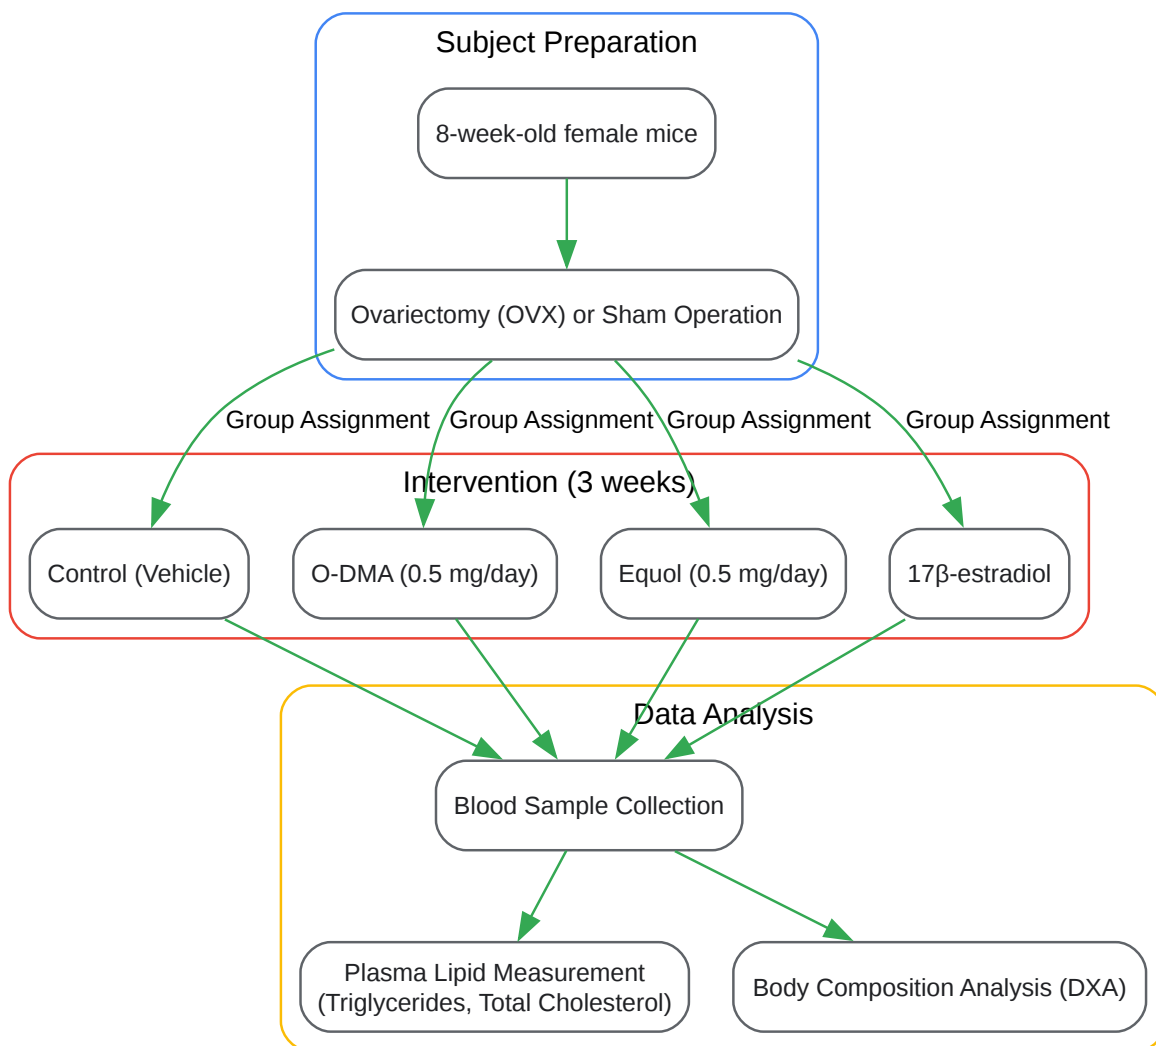 Subject Preparation
8-week-old female mice
Ovariectomy (OVX) or Sham Operation
Group Assignment
Group Assignment
Group Assignment
Group Assignment
Intervention (3 weeks)
Control (Vehicle)
O-DMA (0.5 mg/day)
Equol (0.5 mg/day)
17β-estradiol
Data Analysis
Blood Sample Collection
Plasma Lipid Measurement
(Triglycerides, Total Cholesterol)
Body Composition Analysis (DXA)